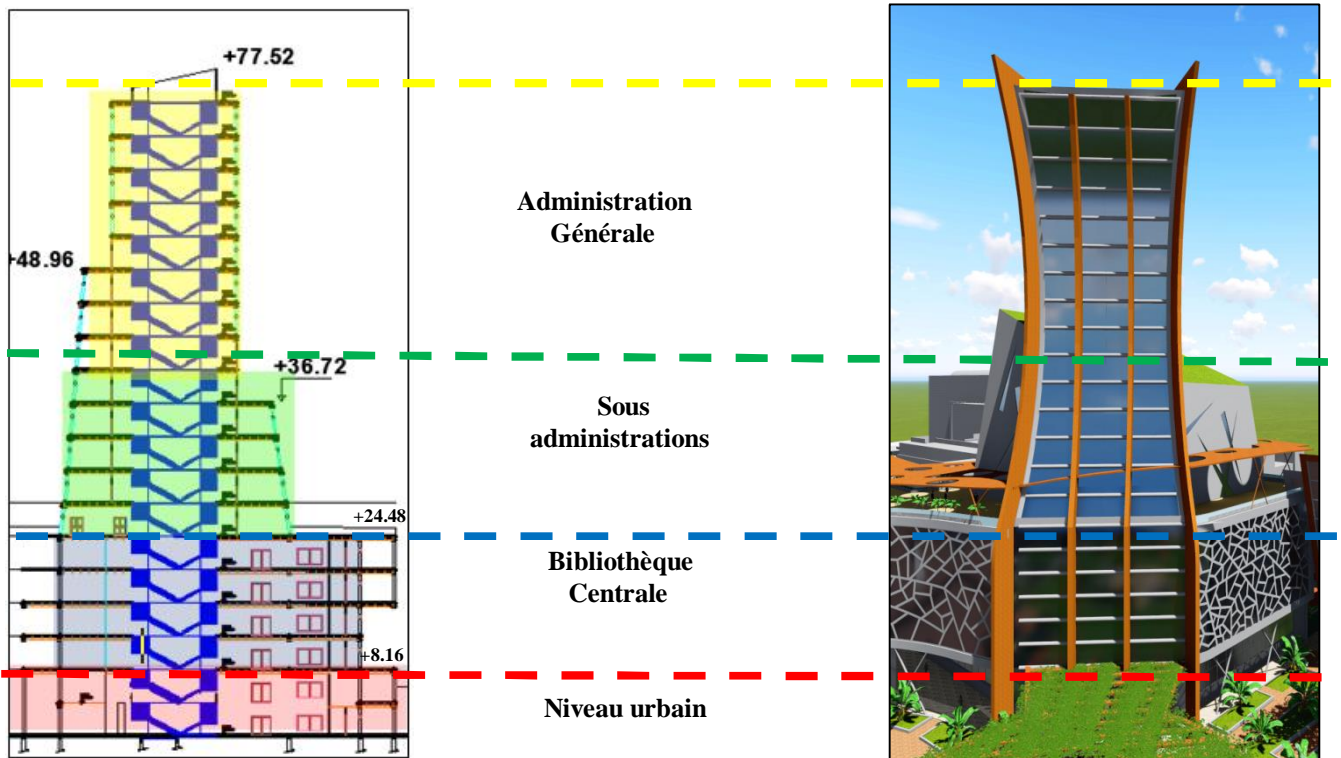 +77.52
Administration
Générale
+48.96
+36.72
Sous
administrations
+24.48
Bibliothèque
Centrale
+8.16
Niveau urbain